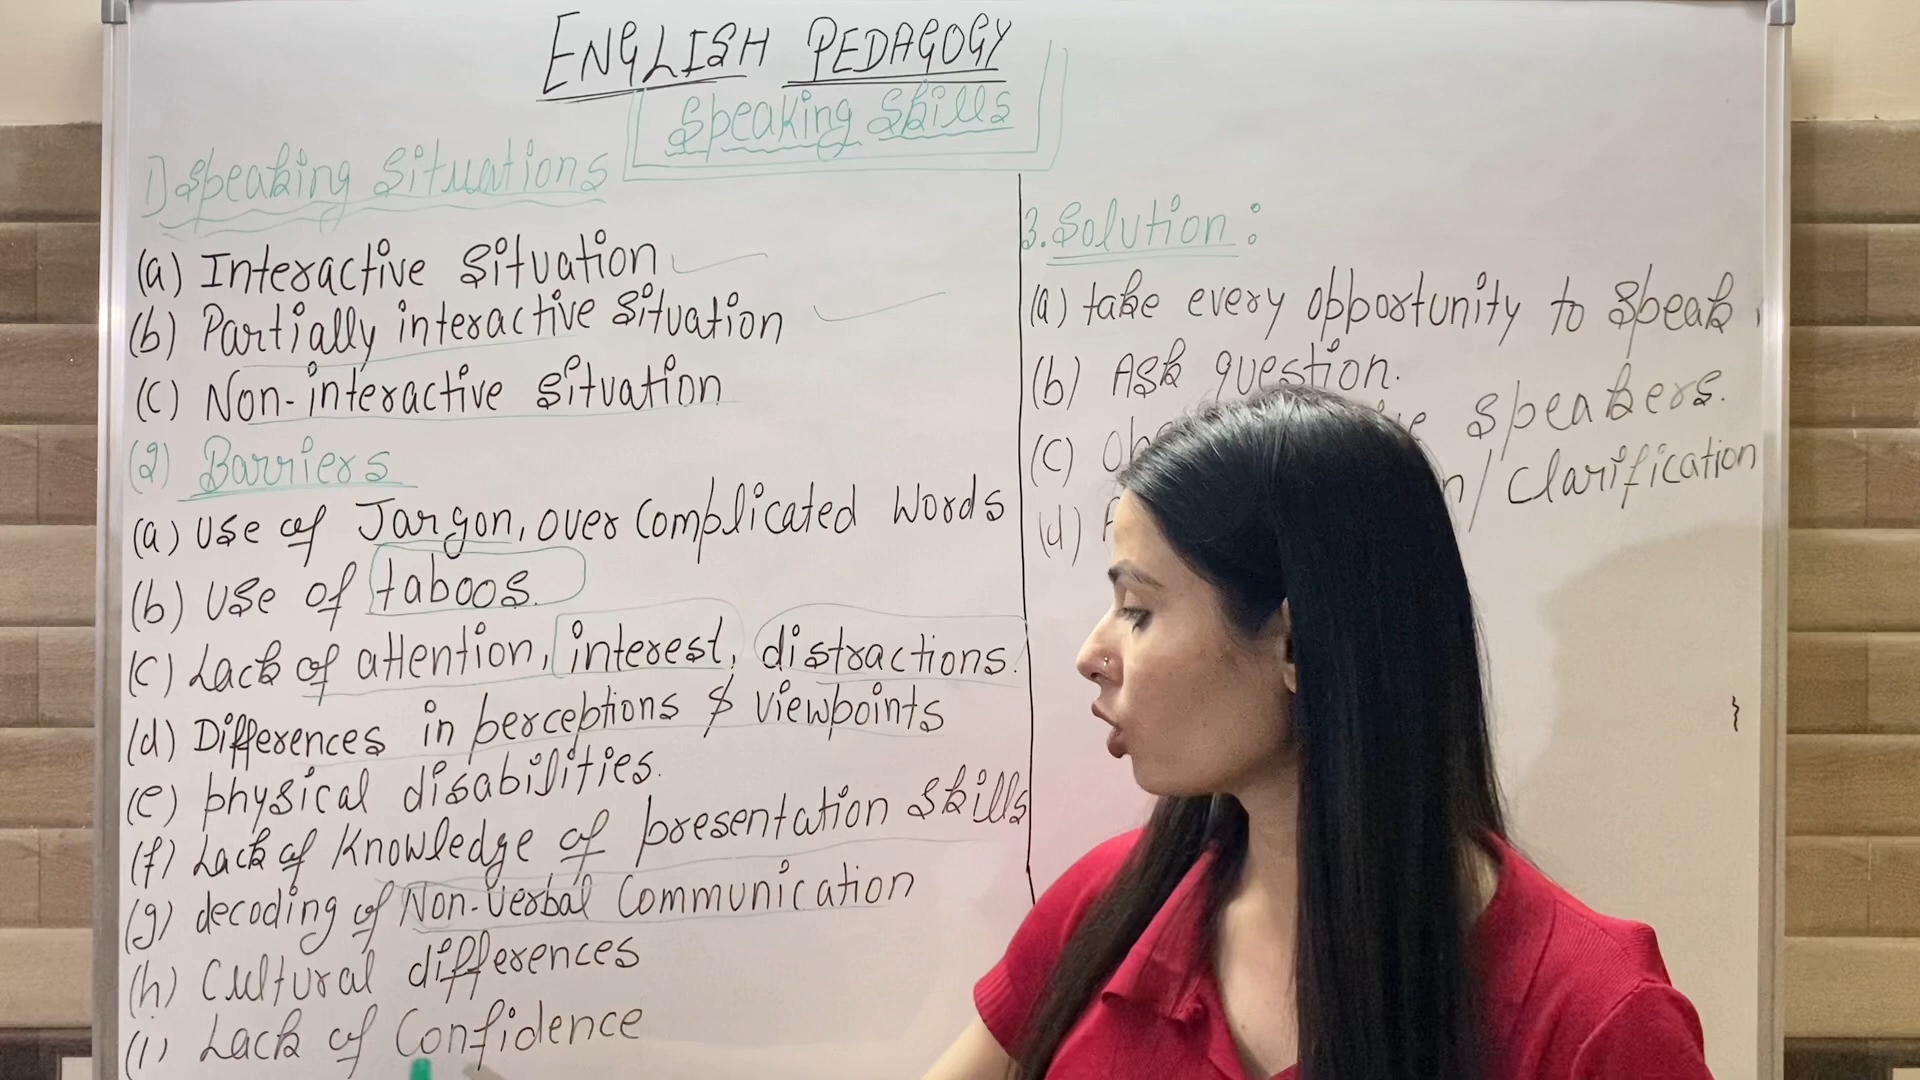 ENGLISH PEDAGOGY
Speaking Skills
1) Speaking Situations
(a) Interactive Situation
(b) Partially interactive Situation
(C) Non-interactive Situation
(2) Barriers
(a) Use of Jargon, over Complicated Words
(b) Use of taboos.
(C) Lack of attention, interest, distractions.
(d) Differences in perceptions & viewpoints
(e) physical disabilities.
(f) Lack of Knowledge of presentation Skills
(g) decoding of Non-Verbal Communication
(h) Cultural differences
(i) Lack of Confidence
3. Solution :
(a) take every opportunity to Speak.
(b) Ask question.
(C) Speakers.
(d) / Clarification